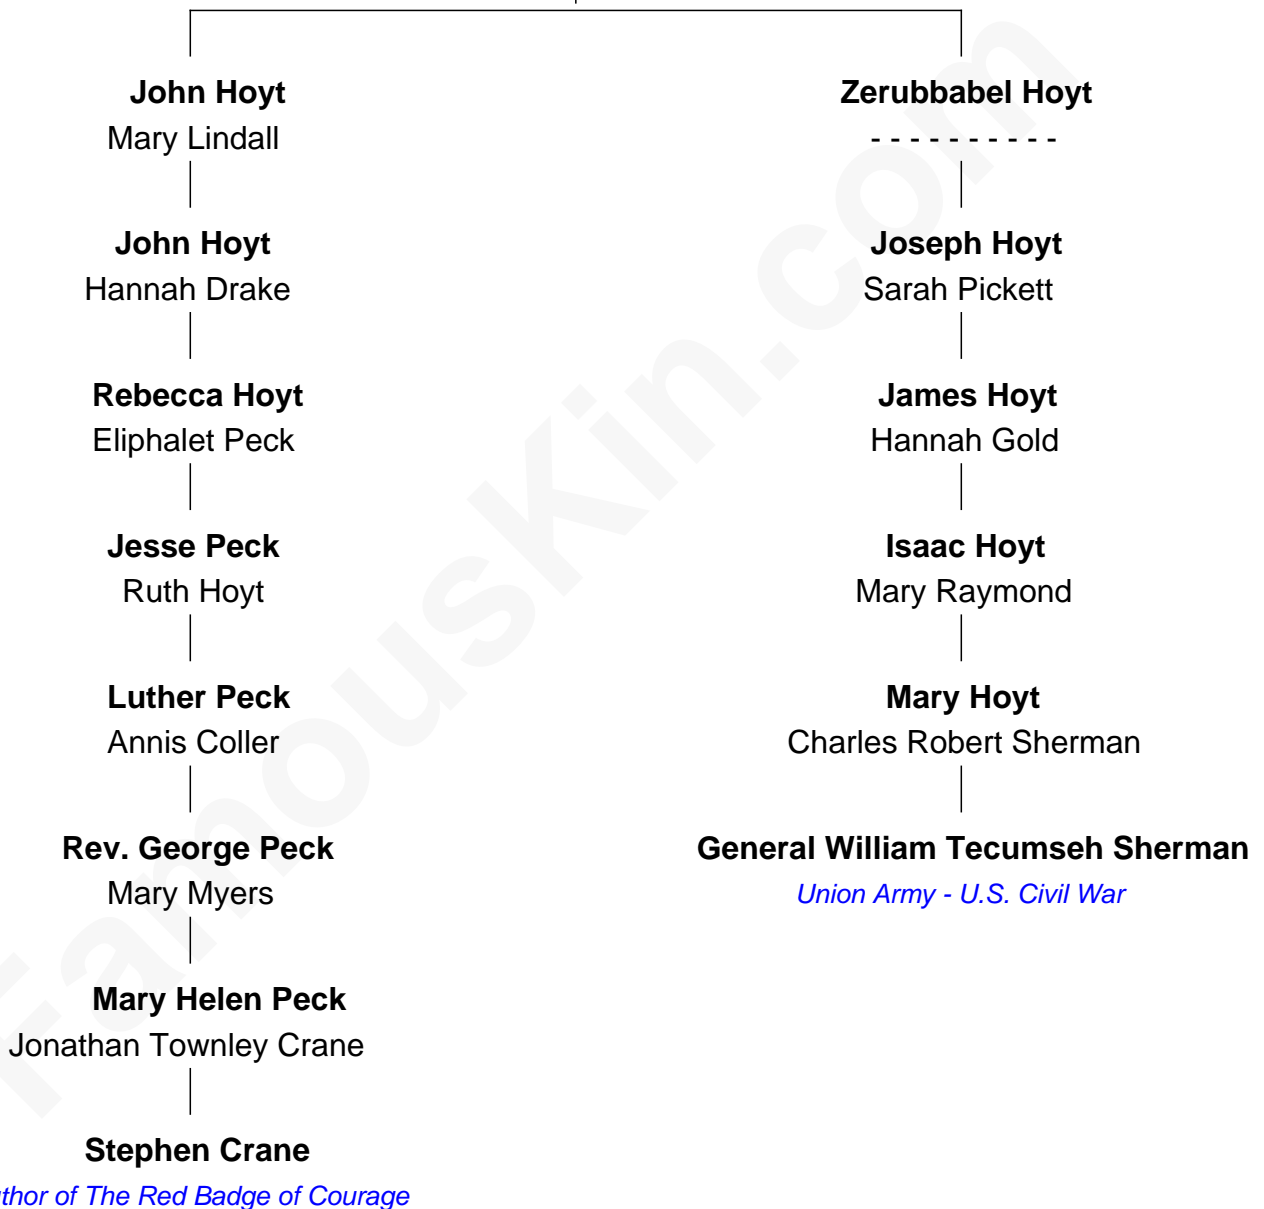 John Hoyt
Mary Lindall
John Hoyt
Hannah Drake
Rebecca Hoyt
Eliphalet Peck
Jesse Peck
Ruth Hoyt
Luther Peck
Annis Coller
Rev. George Peck
Mary Myers
Mary Helen Peck
Jonathan Townley Crane
Stephen Crane
thor of The Red Badge of Courage
Zerubbabel Hoyt
- - - - - - - - - -
Joseph Hoyt
Sarah Pickett
James Hoyt
Hannah Gold
Isaac Hoyt
Mary Raymond
Mary Hoyt
Charles Robert Sherman
General William Tecumseh Sherman
Union Army - U.S. Civil War
FamousKin.com